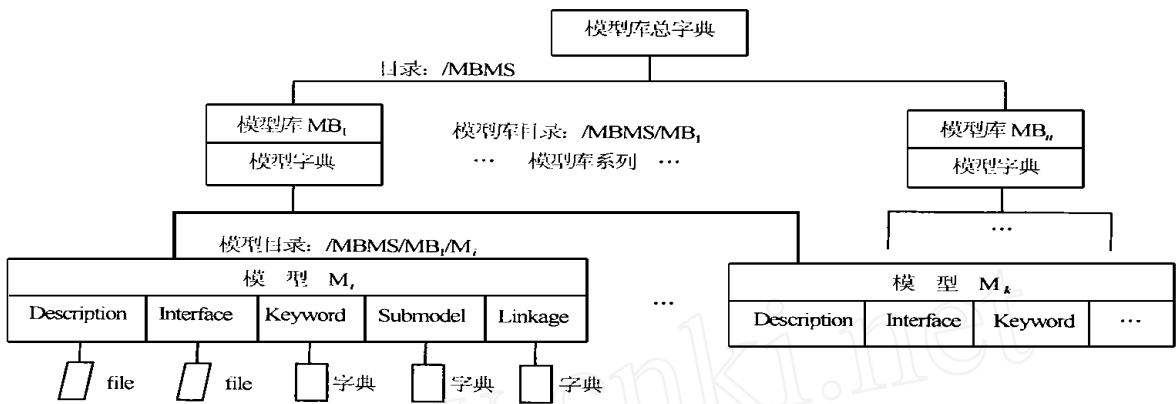 模型库总字典
目录：/MBMS
模型库 MB₁
模型字典
模型库目录：/MBMS/MB₁
… 模型库系列 …
模型库 MBₙ
模型字典
…
模型目录：/MBMS/MB₁/Mᵢ
模 型 Mᵢ
Description Interface Keyword Submodel Linkage
…
模 型 Mₖ
Description Interface Keyword …
file file 字典 字典 字典